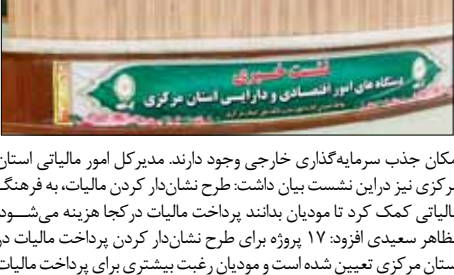 نشست خبری
دستگاه های امور اقتصادی و دارایی استان مرکزی
مکان جذب سرمایه‌گذاری خارجی وجود دارند. مدیرکل امور مالیاتی استان
مرکزی نیز دراین نشست بیان داشت: طرح نشان‌دار کردن مالیات، به فرهنگ
مالیاتی کمک کرد تا مودیان بدانند پرداخت مالیات درکجا هزینه می‌شــود.
مظاهر سعیدی افزود: ۱۷ پروژه برای طرح نشان‌دار کردن پرداخت مالیات در
ستان مرکزی تعیین شده است و مودیان رغبت بیشتری برای پرداخت مالیات